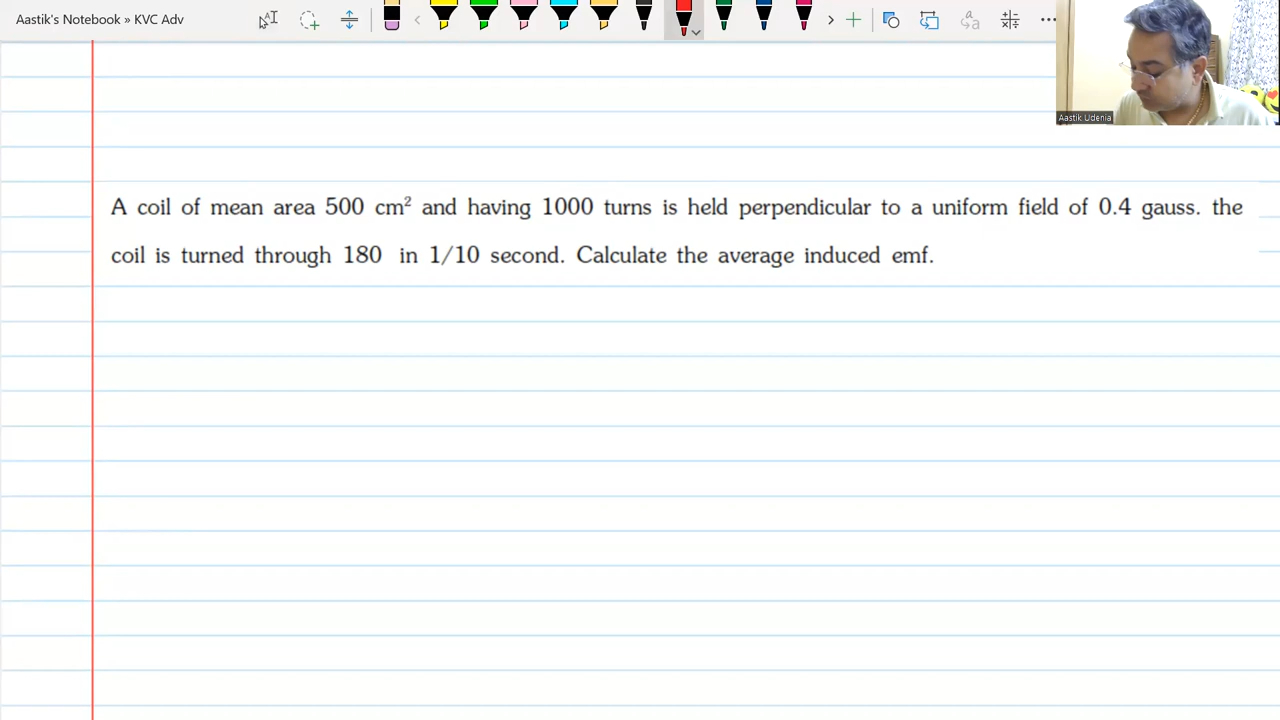 Aastik's Notebook » KVC Adv
Aastik Udenia
A coil of mean area 500 cm² and having 1000 turns is held perpendicular to a uniform field of 0.4 gauss. the
coil is turned through 180 in 1/10 second. Calculate the average induced emf.